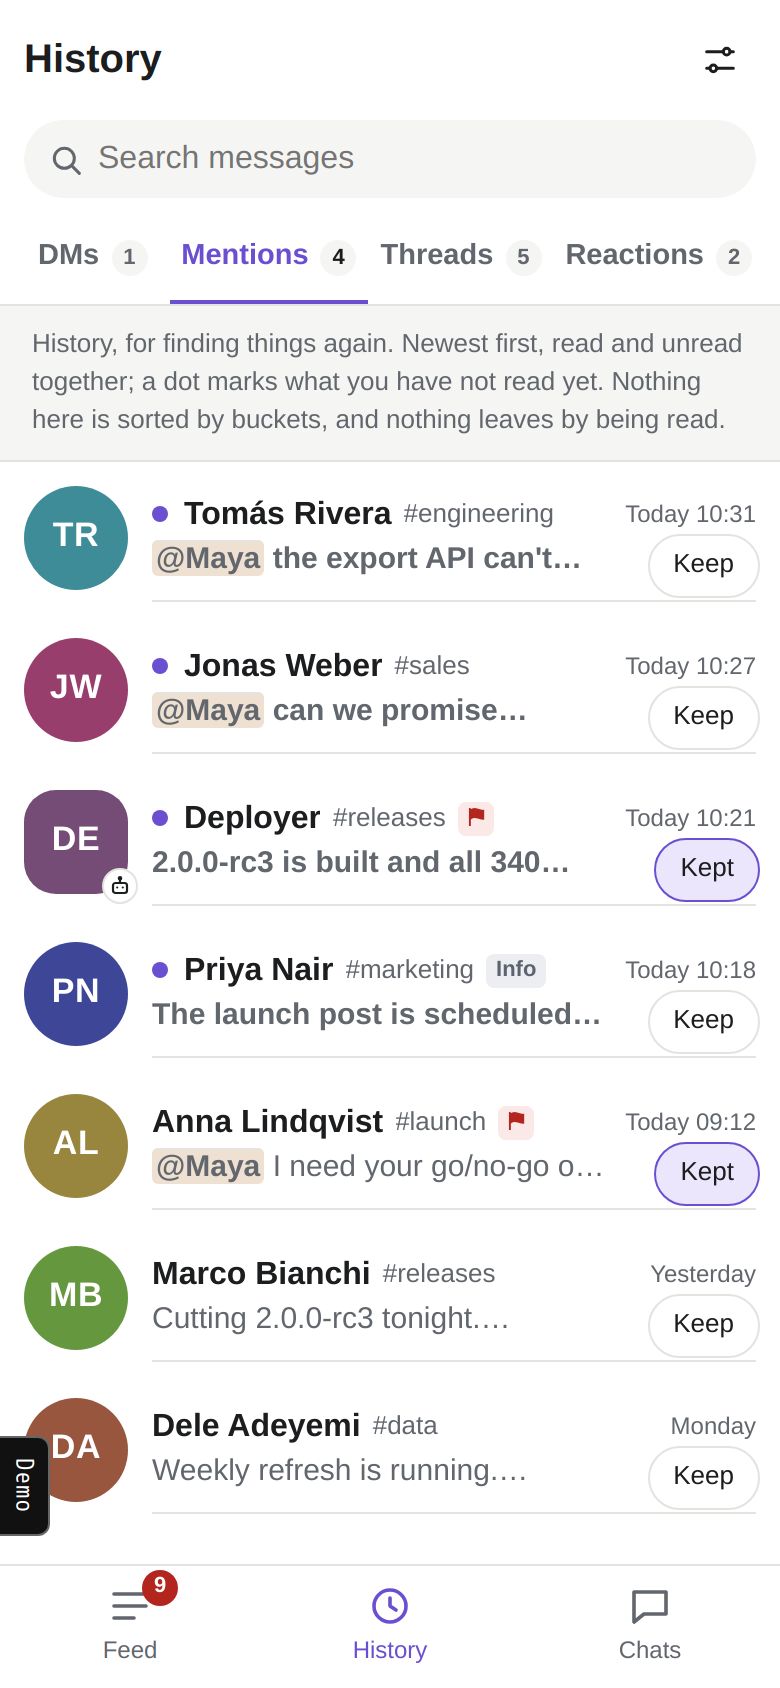 History
Search messages
DMs 1 Mentions 4 Threads 5 Reactions 2
History, for finding things again. Newest first, read and unread
together; a dot marks what you have not read yet. Nothing
here is sorted by buckets, and nothing leaves by being read.
TR Tomás Rivera #engineering Today 10:31
@Maya the export API can't… Keep
JW Jonas Weber #sales Today 10:27
@Maya can we promise… Keep
DE Deployer #releases Today 10:21
2.0.0-rc3 is built and all 340… Kept
PN Priya Nair #marketing Info Today 10:18
The launch post is scheduled… Keep
AL Anna Lindqvist #launch Today 09:12
@Maya I need your go/no-go o… Kept
MB Marco Bianchi #releases Yesterday
Cutting 2.0.0-rc3 tonight.… Keep
DA Dele Adeyemi #data Monday
Weekly refresh is running.… Keep
Demo
9
Feed History Chats